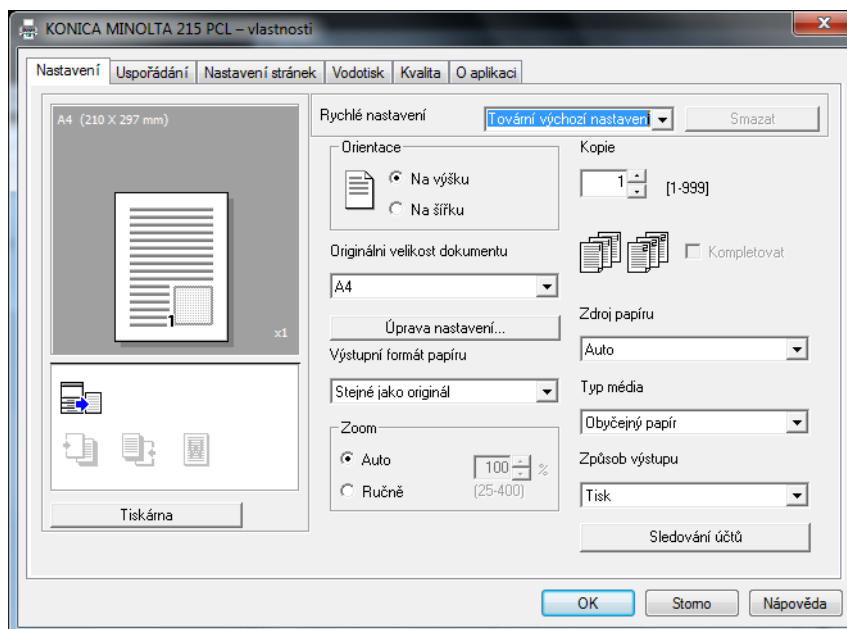 KONICA MINOLTA 215 PCL – vlastnosti
Nastavení Uspořádání Nastavení stránek Vodotisk Kvalita O aplikaci
A4 (210 X 297 mm)
1
x1
Tiskárna
Rychlé nastavení Tovární výchozí nastavení Smazat
Orientace
Na výšku
Na šířku
Originálni velikost dokumentu
A4
Úprava nastavení...
Výstupní formát papíru
Stejné jako originál
Zoom
Auto
Ručně
100 %
(25-400)
Kopie
1 [1-999]
Kompletovat
Zdroj papíru
Auto
Typ média
Obyčejný papír
Způsob výstupu
Tisk
Sledování účtů
OK Storno Nápověda